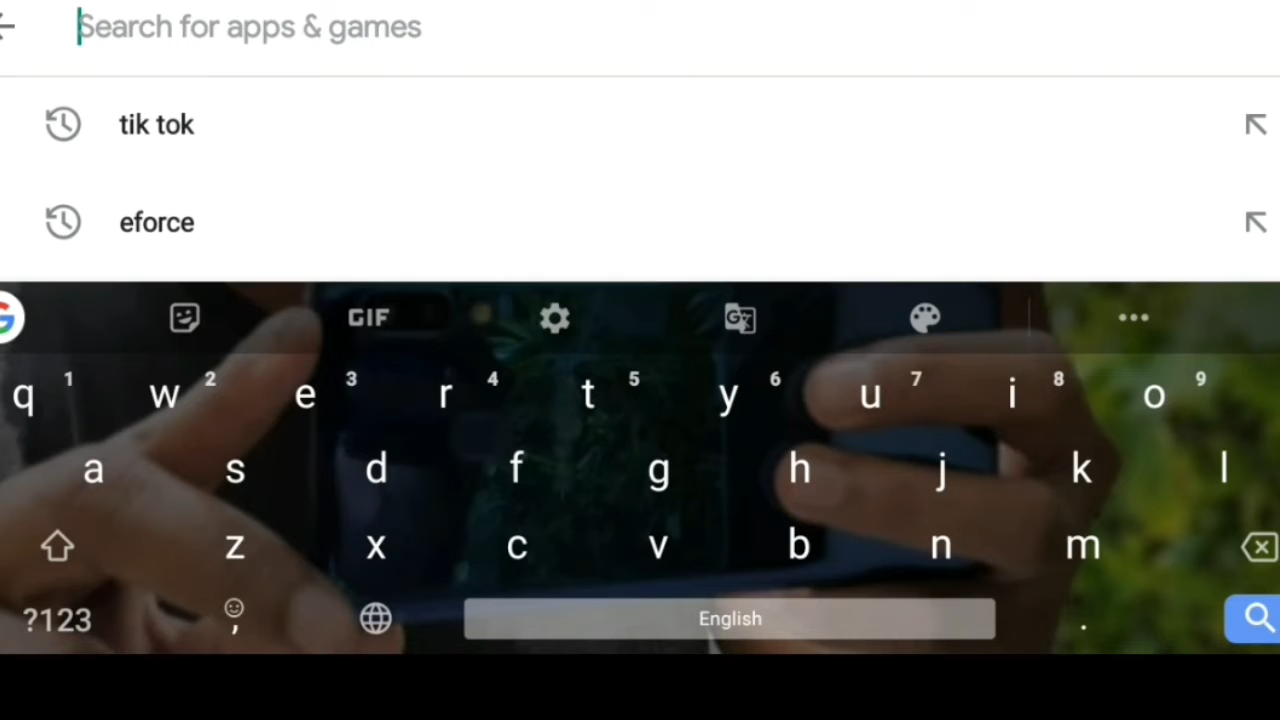 Search for apps & games
tik tok
eforce
GIF
q 1 w 2 e 3 r 4 t 5 y 6 u 7 i 8 o 9
a s d f g h j k l
z x c v b n m
?123 , English .